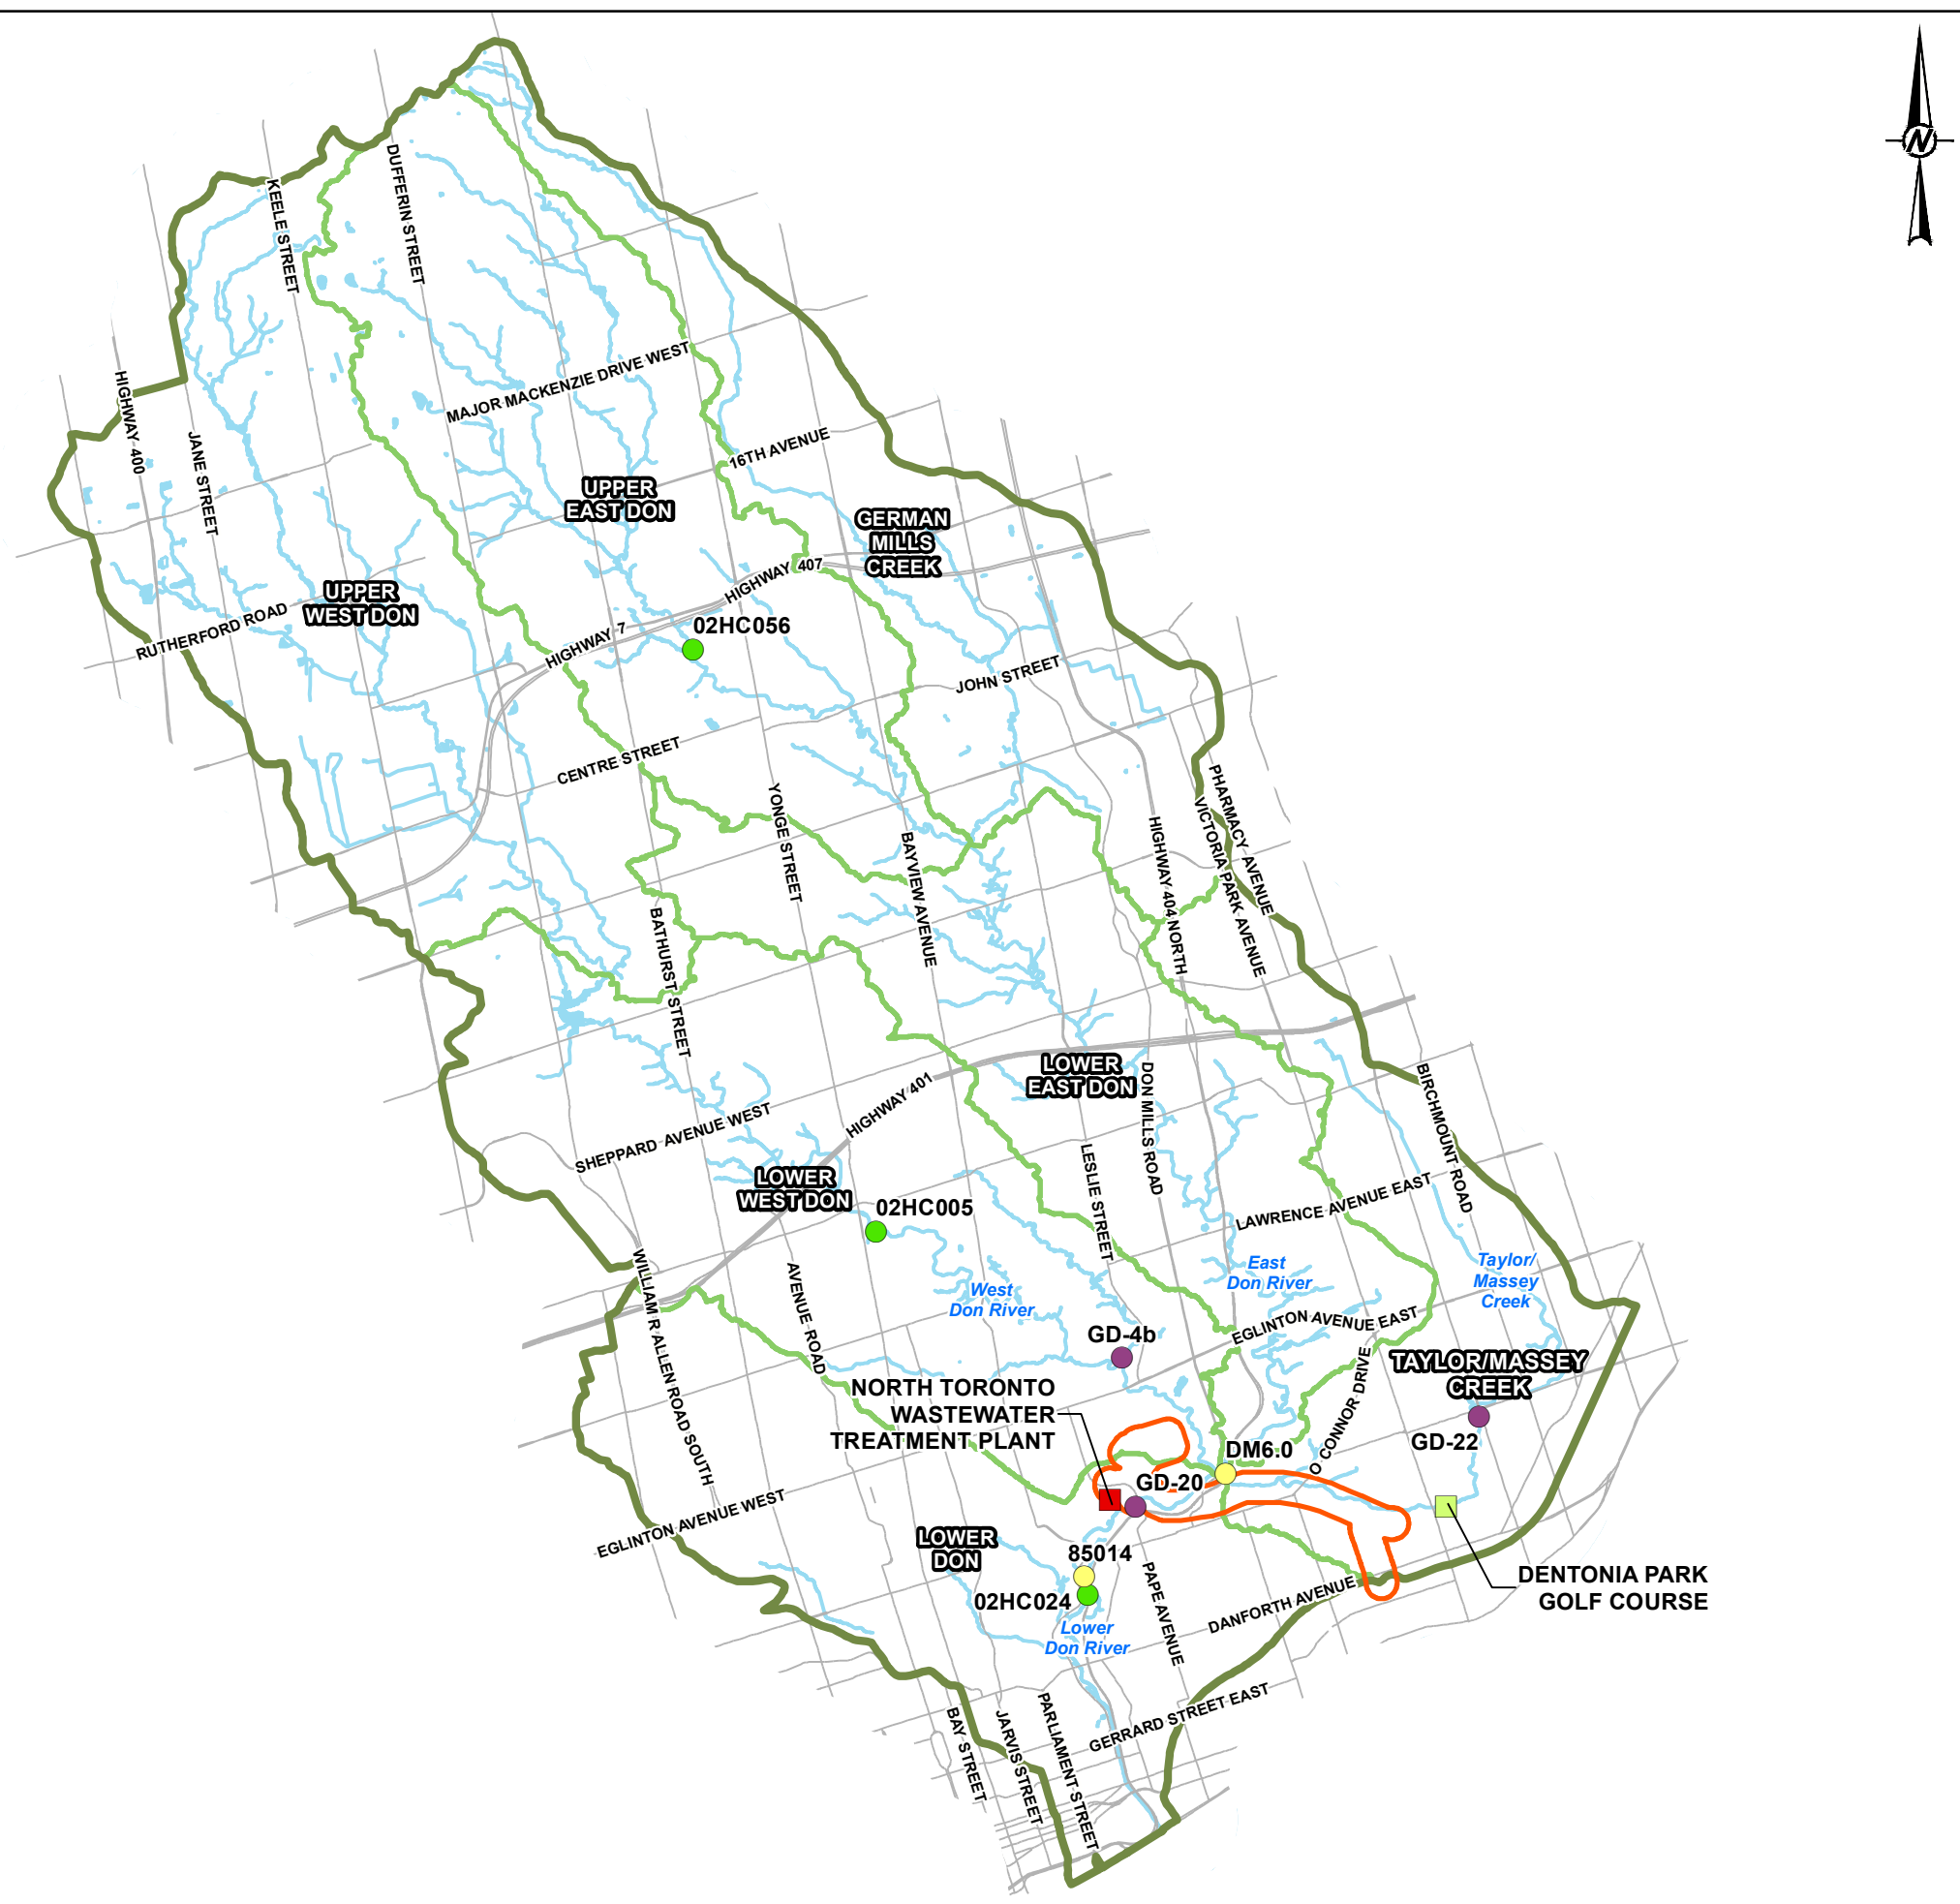 N
KEELE STREET
DUFFERIN STREET
MAJOR MACKENZIE DRIVE WEST
HIGHWAY 400
JANE STREET
16TH AVENUE
UPPER
EAST DON
GERMAN
MILLS
CREEK
HIGHWAY 407
UPPER
WEST DON
RUTHERFORD ROAD
HIGHWAY 7
02HC056
JOHN STREET
CENTRE STREET
YONGE STREET
PHARMACY AVENUE
VICTORIA PARK AVENUE
HIGHWAY 404 NORTH
BAYVIEW AVENUE
BATHURST STREET
LOWER
EAST DON
DON MILLS ROAD
BIRCHMOUNT ROAD
HIGHWAY 401
SHEPPARD AVENUE WEST
LOWER
WEST DON
02HC005
LESLIE STREET
LAWRENCE AVENUE EAST
WILLIAM R ALLEN ROAD SOUTH
AVENUE ROAD
West
Don River
East
Don River
Taylor/
Massey
Creek
GD-4b
EGLINTON AVENUE EAST
O CONNOR DRIVE
TAYLOR/MASSEY
CREEK
NORTH TORONTO
WASTEWATER
TREATMENT PLANT
GD-22
DM6.0
GD-20
EGLINTON AVENUE WEST
LOWER
DON
85014
02HC024
PAPE AVENUE
DANFORTH AVENUE
DENTONIA PARK
GOLF COURSE
Lower
Don River
GERRARD STREET EAST
BAY STREET
JARVIS STREET
PARLIAMENT STREET